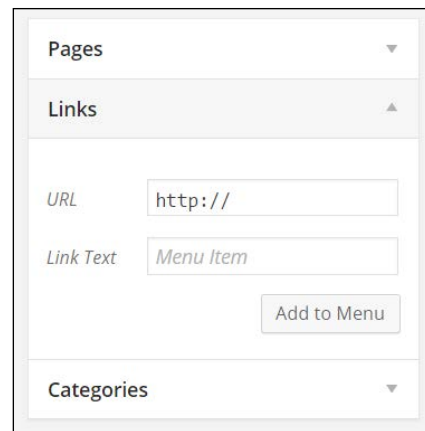 Pages
Links
URL http://
Link Text Menu Item
Add to Menu
Categories